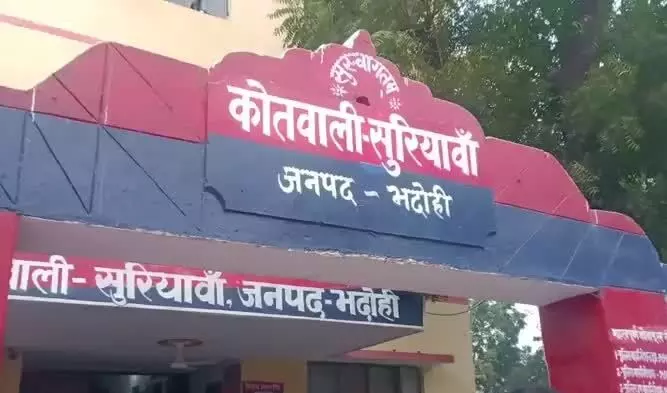 सुस्वागतम
कोतवाली-सुरियावाँ
जनपद - भदोही
वाली- सुरियावाँ, जनपद-भदोही